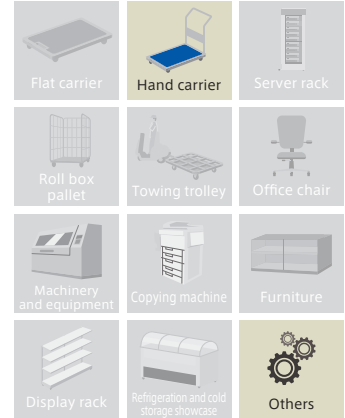 Flat carrier
Hand carrier
Server rack
Roll box
pallet
Towing trolley
Office chair
Machinery
and equipment
Copying machine
Furniture
Display rack
Refrigeration and cold
storage showcase
Others